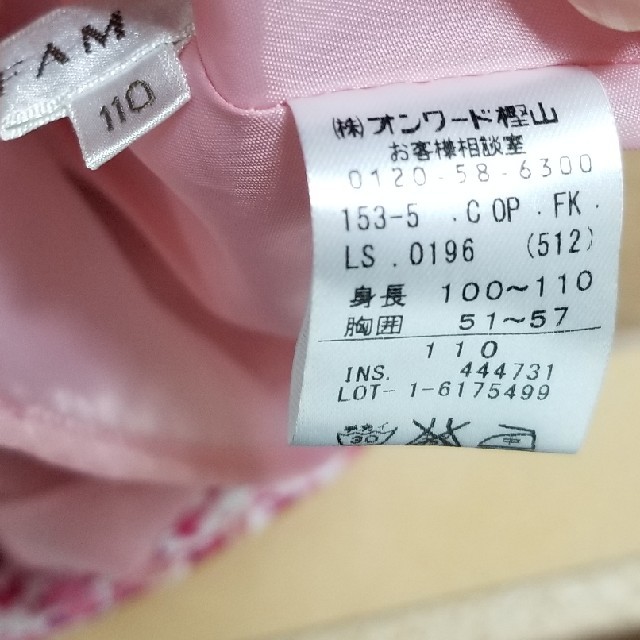 FAM
110
(株)オンワード樫山
お客様相談室
0120-58-6300
153-5 .C OP .FK .
LS .0196 (512)
身長 100～110
胸囲 51～57
110
INS. 444731
LOT- 1-6175499
30